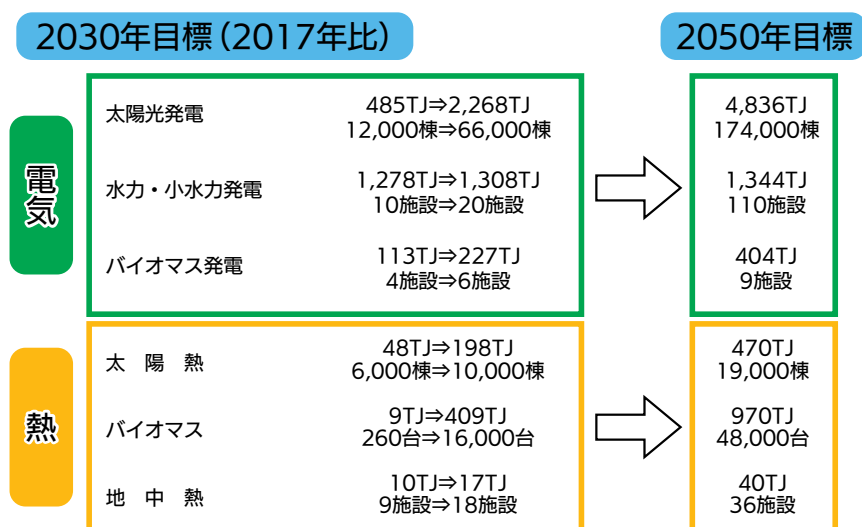 2030年目標（2017年比）
2050年目標
電気
太陽光発電
485TJ⇒2,268TJ
12,000棟⇒66,000棟
4,836TJ
174,000棟
水力・小水力発電
1,278TJ⇒1,308TJ
10施設⇒20施設
1,344TJ
110施設
バイオマス発電
113TJ⇒227TJ
4施設⇒6施設
404TJ
9施設
熱
太陽熱
48TJ⇒198TJ
6,000棟⇒10,000棟
470TJ
19,000棟
バイオマス
9TJ⇒409TJ
260台⇒16,000台
970TJ
48,000台
地中熱
10TJ⇒17TJ
9施設⇒18施設
40TJ
36施設